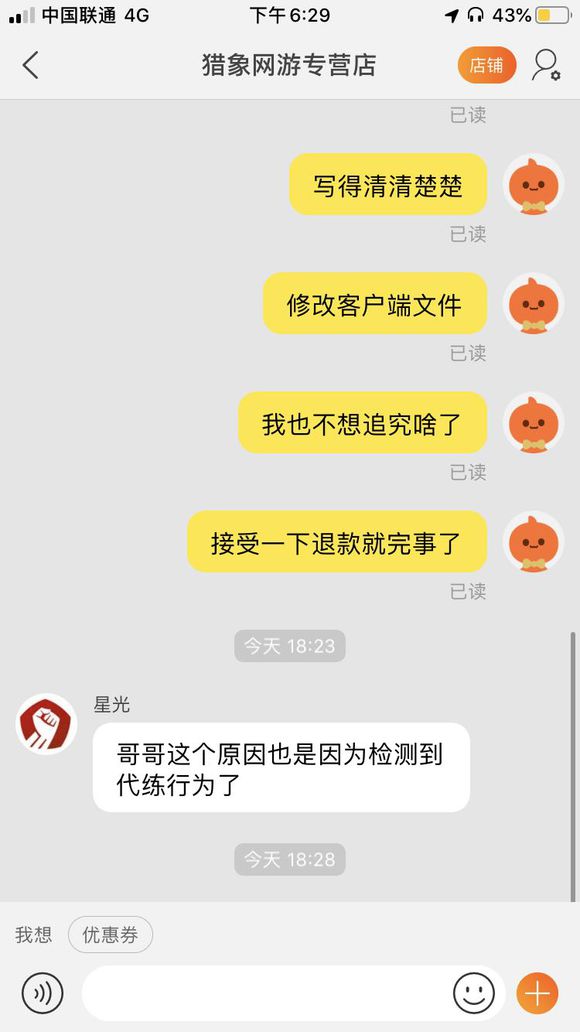 中国联通 4G 下午6:29 43%
猎象网游专营店 店铺
已读
写得清清楚楚
已读
修改客户端文件
已读
我也不想追究啥了
已读
接受一下退款就完事了
已读
今天 18:23
星光
哥哥这个原因也是因为检测到
代练行为了
今天 18:28
我想 优惠券